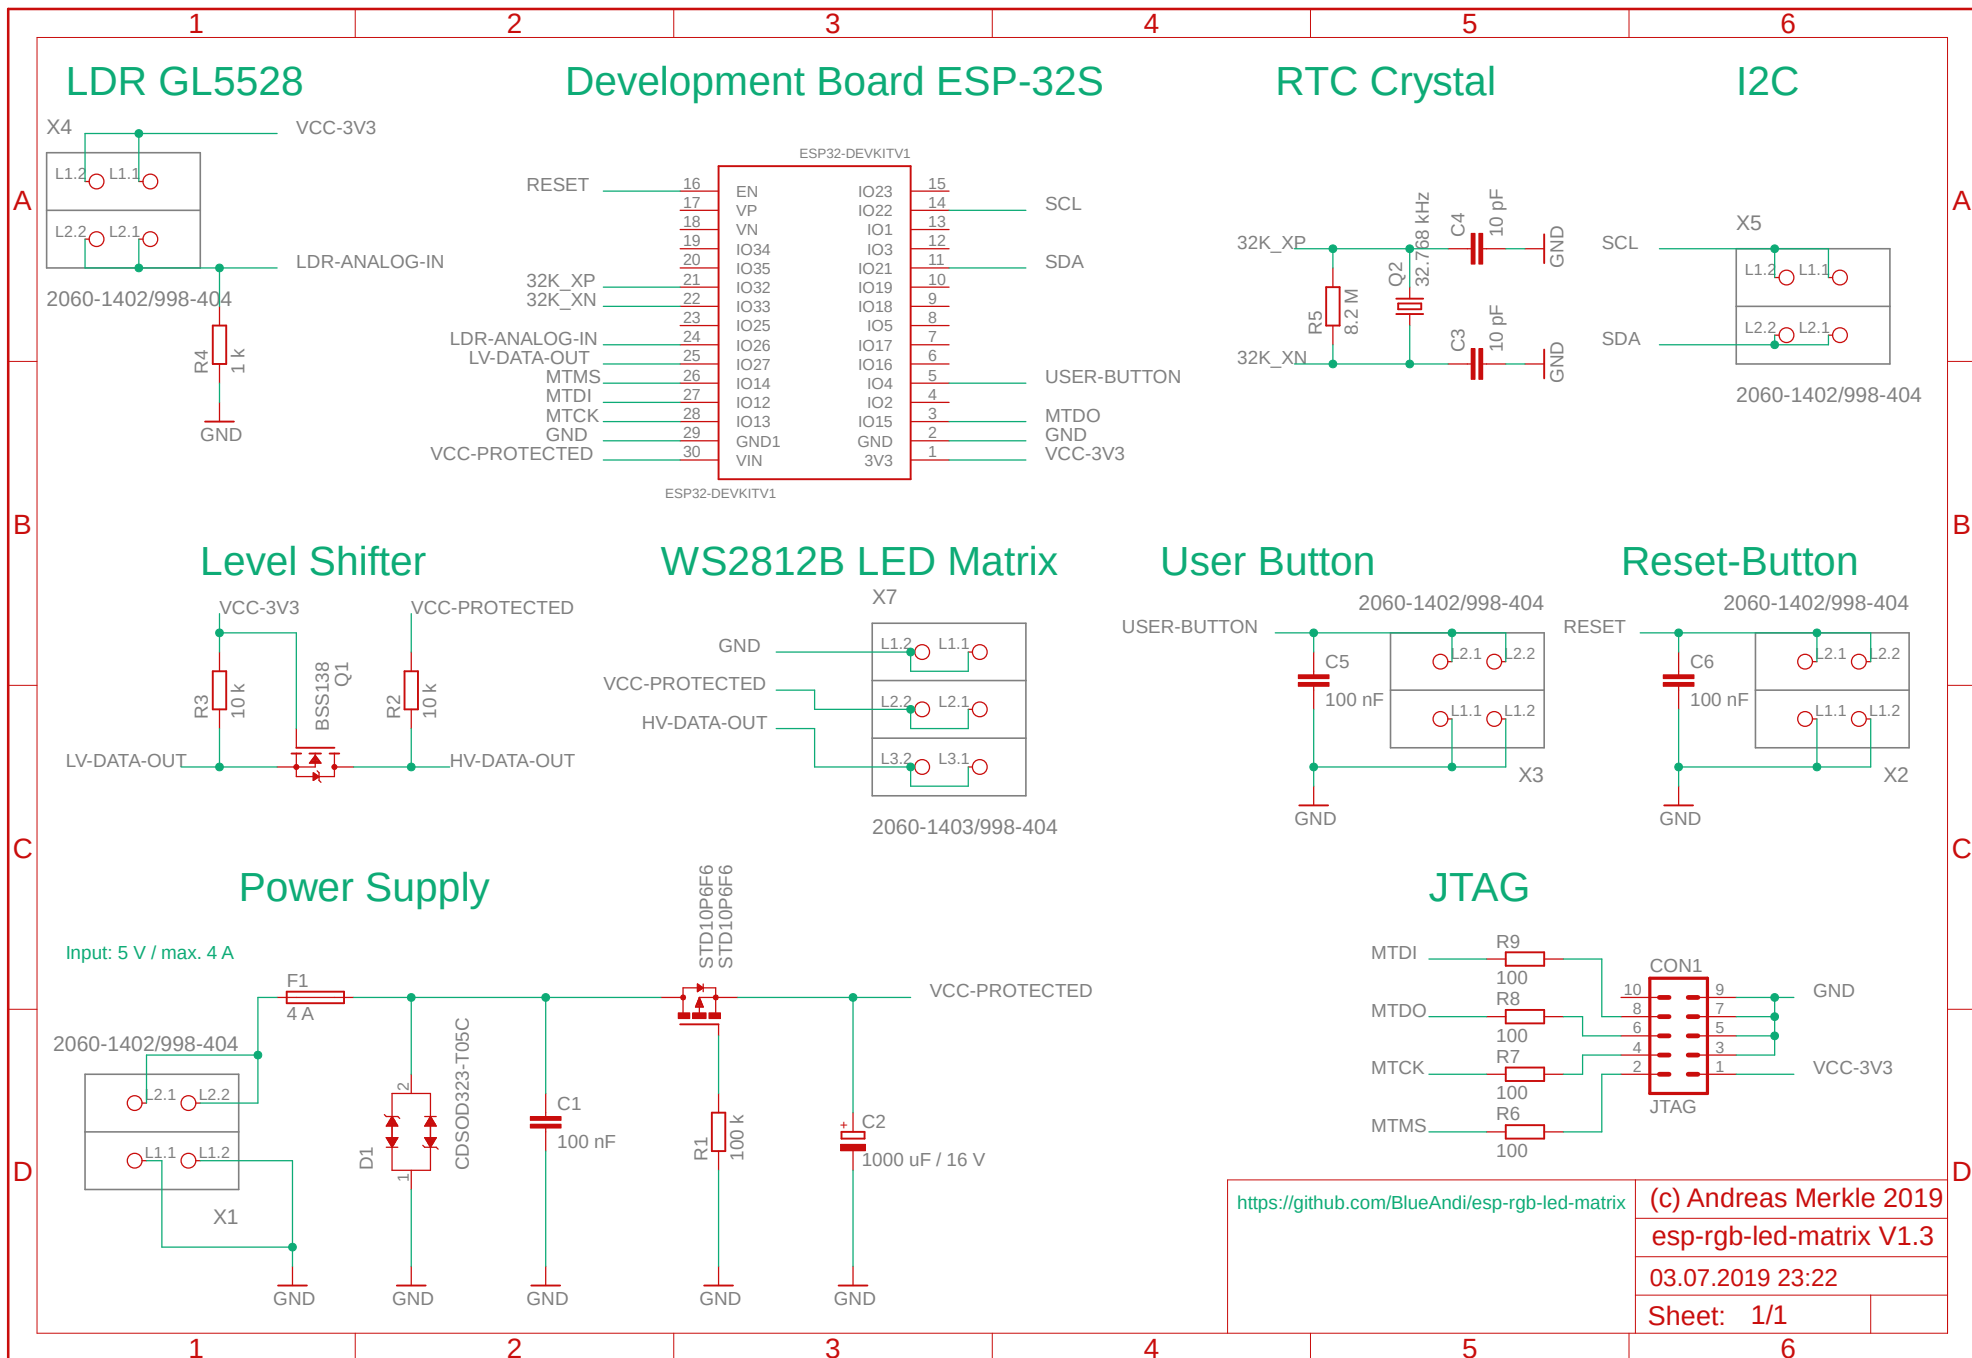 1 2 3 4 5 6
LDR GL5528
X4
VCC-3V3
L1.2 L1.1
L2.2 L2.1
LDR-ANALOG-IN
2060-1402/998-404
R4
1 k
GND
Development Board ESP-32S
ESP32-DEVKITV1
RESET 16 EN IO23 15
17 VP IO22 14 SCL
18 VN IO1 13
19 IO34 IO3 12
20 IO35 IO21 11 SDA
32K_XP 21 IO32 IO19 10
32K_XN 22 IO33 IO18 9
23 IO25 IO5 8
LDR-ANALOG-IN 24 IO26 IO17 7
LV-DATA-OUT 25 IO27 IO16 6
MTMS 26 IO14 IO4 5 USER-BUTTON
MTDI 27 IO12 IO2 4
MTCK 28 IO13 IO15 3 MTDO
GND 29 GND1 GND 2 GND
VCC-PROTECTED 30 VIN 3V3 1 VCC-3V3
ESP32-DEVKITV1
RTC Crystal
32K_XP
32K_XN
R5
8.2 M
Q2
32.768 kHz
C4
10 pF
GND
C3
10 pF
GND
I2C
X5
SCL
L1.2 L1.1
SDA
L2.2 L2.1
2060-1402/998-404
A
A
B
B
Level Shifter
VCC-3V3
VCC-PROTECTED
R3
10 k
BSS138
Q1
R2
10 k
LV-DATA-OUT
HV-DATA-OUT
WS2812B LED Matrix
X7
GND
L1.2 L1.1
VCC-PROTECTED
L2.2 L2.1
HV-DATA-OUT
L3.2 L3.1
2060-1403/998-404
User Button
2060-1402/998-404
USER-BUTTON
C5
100 nF
L2.1 L2.2
L1.1 L1.2
X3
GND
Reset-Button
2060-1402/998-404
RESET
C6
100 nF
L2.1 L2.2
L1.1 L1.2
X2
GND
C
C
Power Supply
Input: 5 V / max. 4 A
F1
4 A
2060-1402/998-404
L2.1 L2.2
L1.1 L1.2
X1
GND
D1
2
1
CDSOD323-T05C
GND
C1
100 nF
GND
STD10P6F6
STD10P6F6
R1
100 k
GND
VCC-PROTECTED
+
C2
1000 uF / 16 V
GND
JTAG
MTDI
R9
100
MTDO
R8
100
MTCK
R7
100
MTMS
R6
100
CON1
10 9 GND
8 7
6 5
4 3
2 1 VCC-3V3
JTAG
D
D
https://github.com/BlueAndi/esp-rgb-led-matrix
(c) Andreas Merkle 2019
esp-rgb-led-matrix V1.3
03.07.2019 23:22
Sheet: 1/1
1 2 3 4 5 6